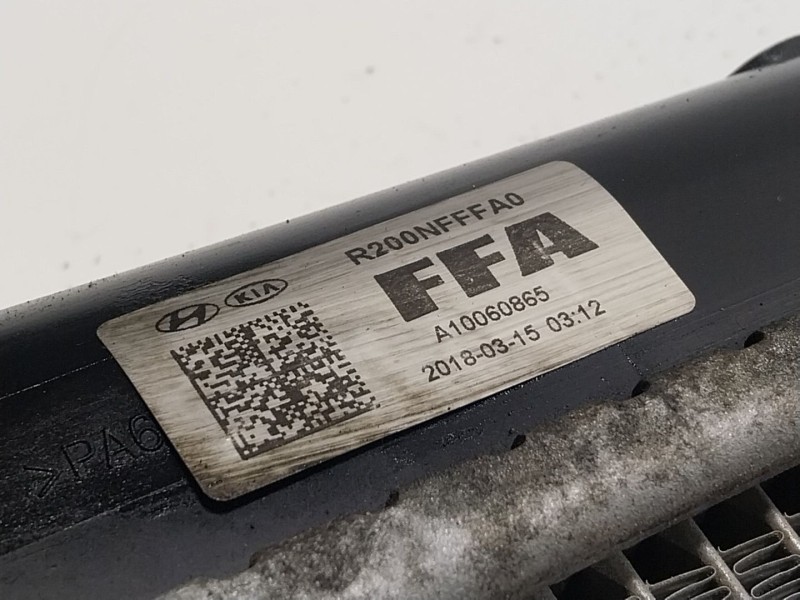 R200NFFFA0
KIA
FFA
A10060865
2018-03-15 03:12
>PA6